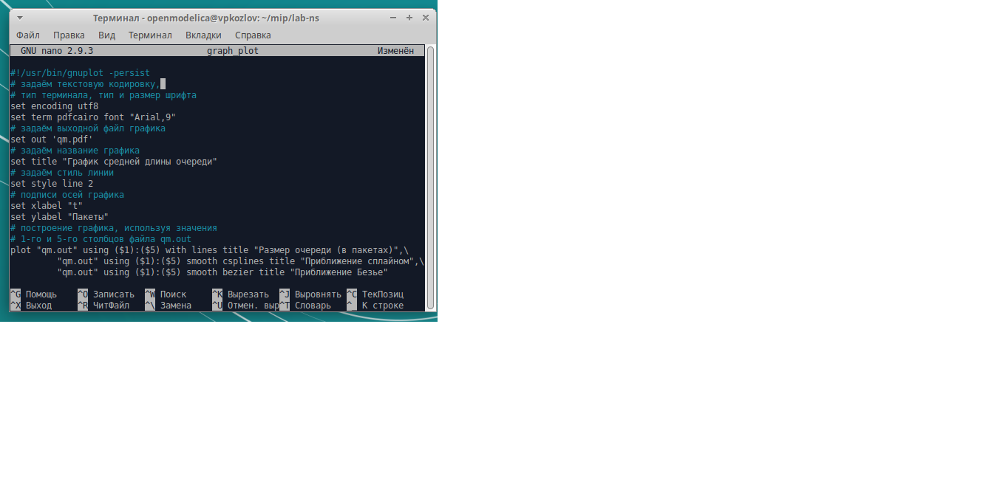 Терминал - openmodelica@vpkozlov: ~/mip/lab-ns
Файл Правка Вид Терминал Вкладки Справка
GNU nano 2.9.3 graph_plot Изменён
#!/usr/bin/gnuplot -persist
# задаём текстовую кодировку,
# тип терминала, тип и размер шрифта
set encoding utf8
set term pdfcairo font "Arial,9"
# задаём выходной файл графика
set out 'qm.pdf'
# задаём название графика
set title "График средней длины очереди"
# задаём стиль линии
set style line 2
# подписи осей графика
set xlabel "t"
set ylabel "Пакеты"
# построение графика, используя значения
# 1-го и 5-го столбцов файла qm.out
plot "qm.out" using ($1):($5) with lines title "Размер очереди (в пакетах)",\
"qm.out" using ($1):($5) smooth csplines title "Приближение сплайном",\
"qm.out" using ($1):($5) smooth bezier title "Приближение Безье"
^G Помощь ^O Записать ^W Поиск ^K Вырезать ^J Выровнять ^C ТекПозиц
^X Выход ^R ЧитФайл ^\ Замена ^U Отмен. выр^T Словарь ^_ К строке